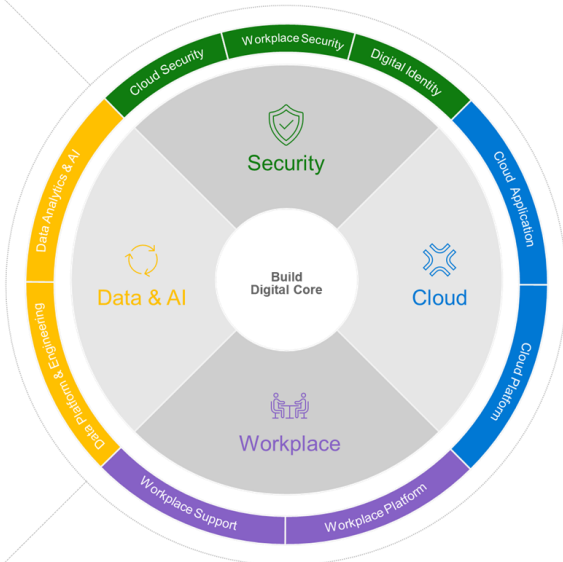 Cloud Security
Workplace Security
Digital Identity
Cloud Application
Cloud Platform
Workplace Platform
Workplace Support
Data Platform & Engineering
Data Analytics & AI
Security
Data & AI
Build
Digital Core
Cloud
Workplace